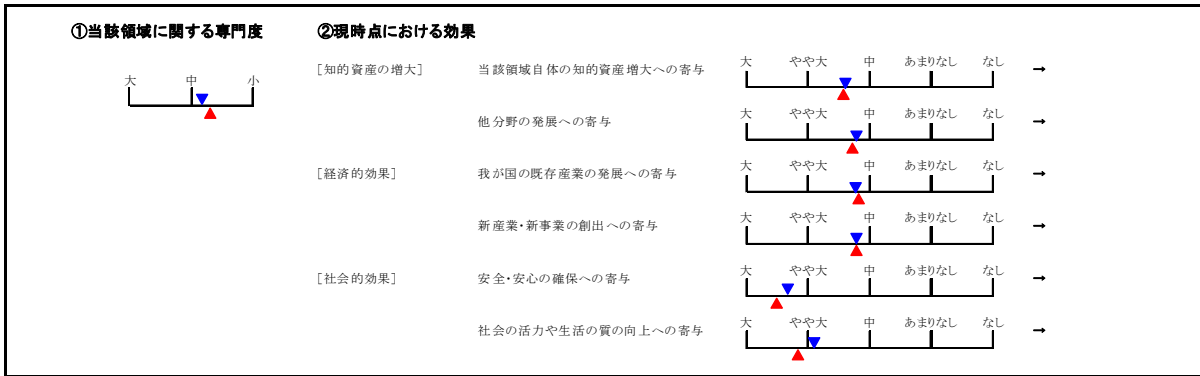 ①当該領域に関する専門度 ②現時点における効果
大 中 小
[知的資産の増大] 当該領域自体の知的資産増大への寄与 大 やや大 中 あまりなし なし →
他分野の発展への寄与 大 やや大 中 あまりなし なし →
[経済的効果] 我が国の既存産業の発展への寄与 大 やや大 中 あまりなし なし →
新産業・新事業の創出への寄与 大 やや大 中 あまりなし なし →
[社会的効果] 安全・安心の確保への寄与 大 やや大 中 あまりなし なし →
社会の活力や生活の質の向上への寄与 大 やや大 中 あまりなし なし →